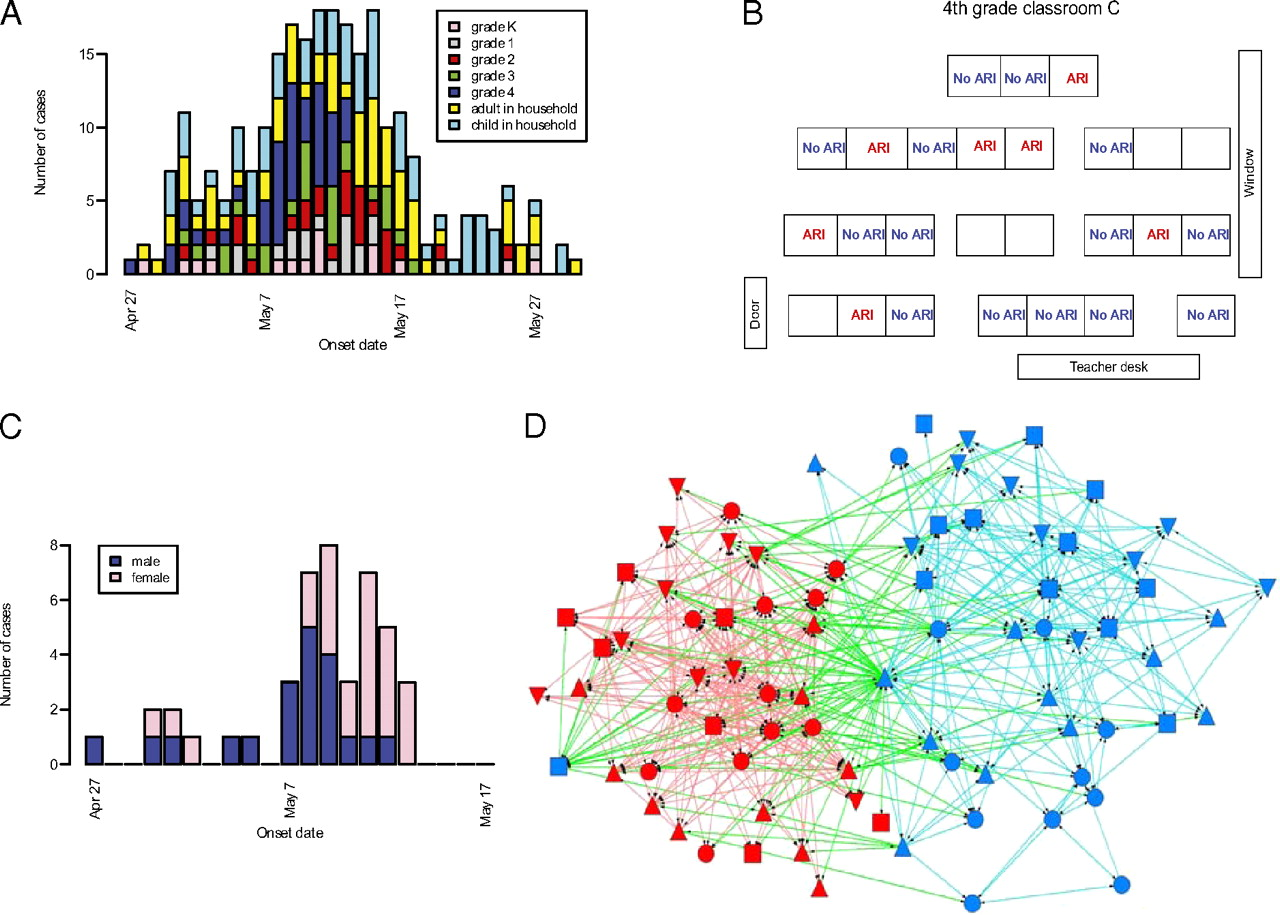 A
15
10
5
0
Number of cases
Apr 27
May 7
May 17
May 27
Onset date
grade K
grade 1
grade 2
grade 3
grade 4
adult in household
child in household
B
4th grade classroom C
No ARI No ARI ARI
No ARI ARI No ARI ARI ARI No ARI
ARI No ARI No ARI No ARI ARI No ARI
ARI No ARI No ARI No ARI No ARI No ARI
Window
Door
Teacher desk
C
8
6
4
2
0
Number of cases
male
female
Apr 27
May 7
May 17
Onset date
D